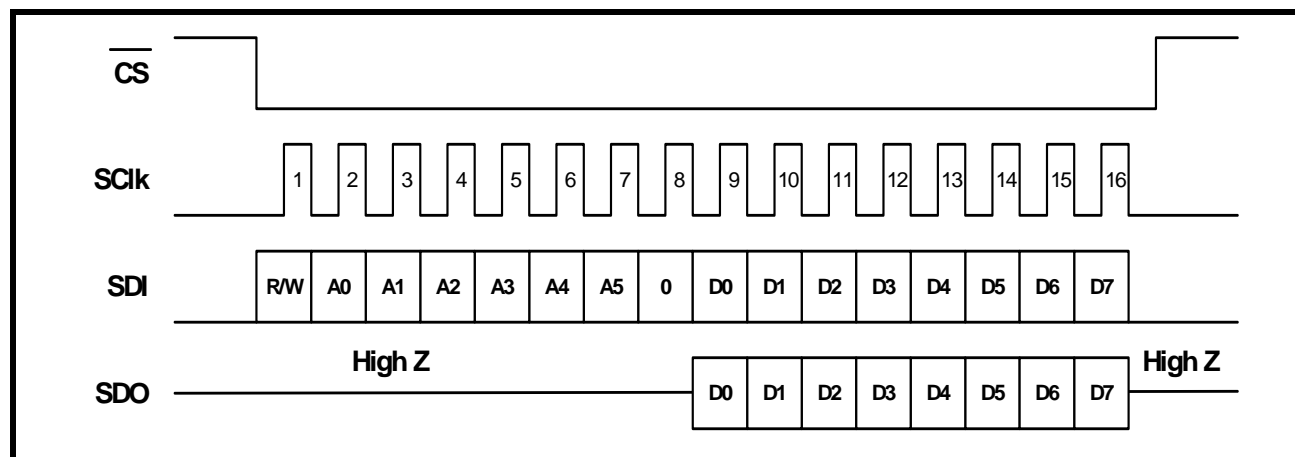 CS
SClk 1 2 3 4 5 6 7 8 9 10 11 12 13 14 15 16
SDI R/W A0 A1 A2 A3 A4 A5 0 D0 D1 D2 D3 D4 D5 D6 D7
High Z High Z
SDO D0 D1 D2 D3 D4 D5 D6 D7